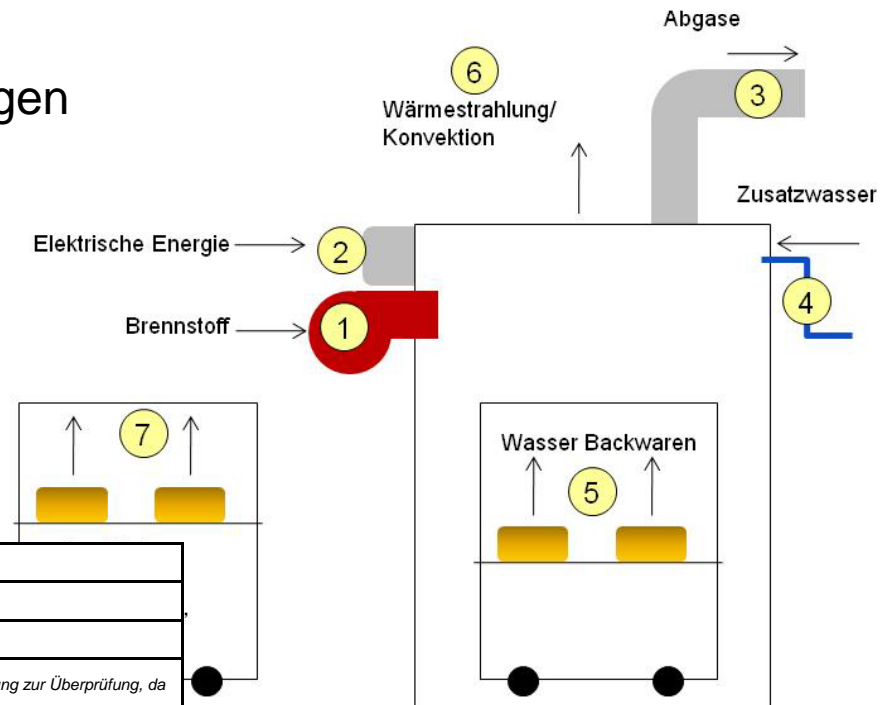 Abgase
gen
6
3
Wärmestrahlung/
Konvektion
Zusatzwasser
Elektrische Energie
2
4
Brennstoff
1
7
Wasser Backwaren
5
,
ng zur Überprüfung, da